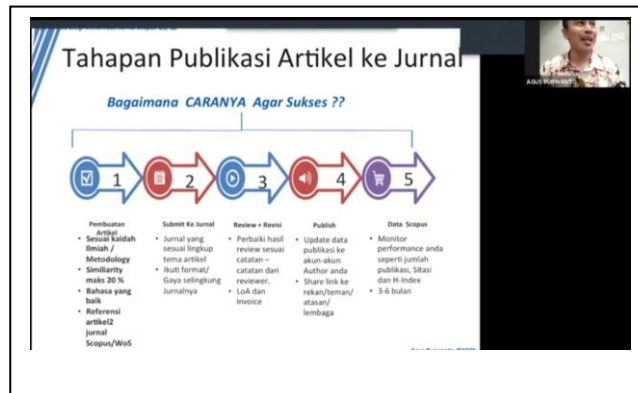 Tahapan Publikasi Artikel ke Jurnal
AGUS PURWANTO
Bagaimana CARANYA Agar Sukses ??
1
2
3
4
5
Pembuatan
Artikel
• Sesuai kaidah
Ilmiah /
Metodology
• Similiarity
maks 20 %
• Bahasa yang
baik
• Referensi
artikel2
jurnal
Scopus/WoS
Submit Ke Jurnal
• Jurnal yang
sesuai lingkup
tema artikel
• Ikuti format/
Gaya selingkung
Jurnalnya
Review + Revisi
• Perbaiki hasil
review sesuai
catatan –
catatan dari
reviewer.
• LoA dan
Invoice
Publish
• Update data
publikasi ke
akun-akun
Author anda
• Share link ke
rekan/teman/
atasan/
lembaga
Data Scopus
• Monitor
performance anda
seperti jumlah
publikasi, Sitasi
dan H-Index
• 3-6 bulan